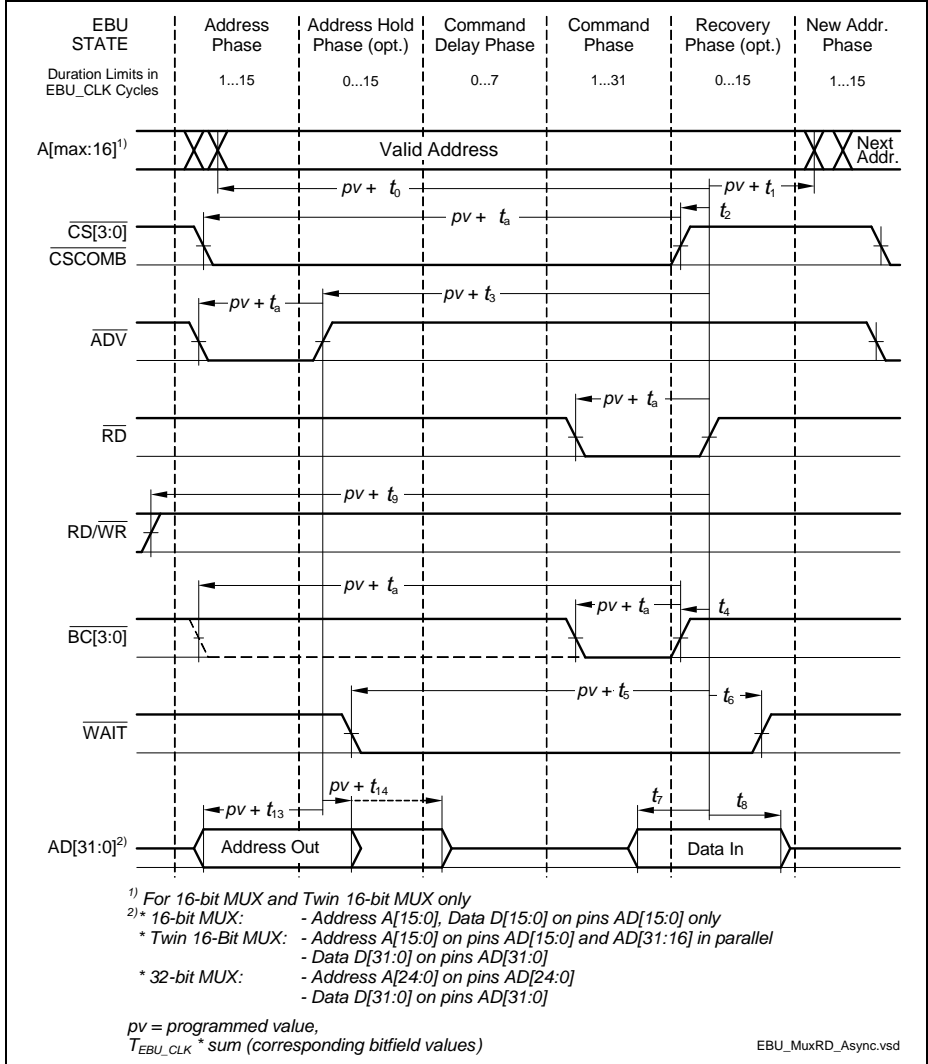 EBU STATE
Address Phase
Address Hold Phase (opt.)
Command Delay Phase
Command Phase
Recovery Phase (opt.)
New Addr. Phase
Duration Limits in EBU_CLK Cycles
1...15
0...15
0...7
1...31
0...15
1...15
A[max:16]1)
Valid Address
Next Addr.
pv + t0
pv + t1
pv + ta
t2
CS[3:0]
CSCOMB
pv + ta
pv + t3
ADV
pv + ta
RD
pv + t9
RD/WR
pv + ta
pv + ta
t4
BC[3:0]
pv + t5
t6
WAIT
pv + t14
pv + t13
t7
t8
AD[31:0]2)
Address Out
Data In
1) For 16-bit MUX and Twin 16-bit MUX only
2)* 16-bit MUX: - Address A[15:0], Data D[15:0] on pins AD[15:0] only
* Twin 16-Bit MUX: - Address A[15:0] on pins AD[15:0] and AD[31:16] in parallel
- Data D[31:0] on pins AD[31:0]
* 32-bit MUX: - Address A[24:0] on pins AD[24:0]
- Data D[31:0] on pins AD[31:0]
pv = programmed value,
TEBU_CLK * sum (corresponding bitfield values)
EBU_MuxRD_Async.vsd